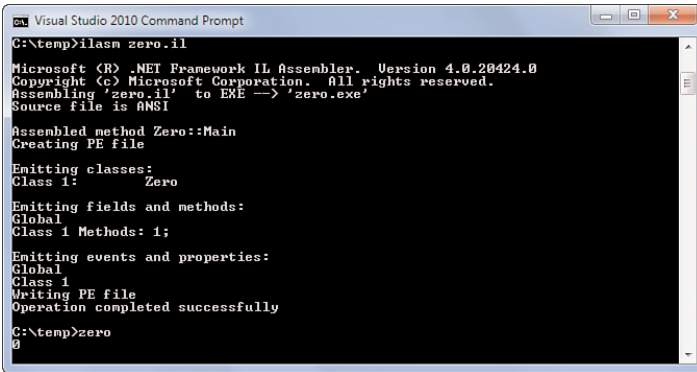 Visual Studio 2010 Command Prompt
C:\temp>ilasm zero.il
Microsoft (R) .NET Framework IL Assembler.  Version 4.0.20424.0
Copyright (c) Microsoft Corporation.  All rights reserved.
Assembling 'zero.il'  to EXE --> 'zero.exe'
Source file is ANSI
Assembled method Zero::Main
Creating PE file
Emitting classes:
Class 1:        Zero
Emitting fields and methods:
Global
Class 1 Methods: 1;
Emitting events and properties:
Global
Class 1
Writing PE file
Operation completed successfully
C:\temp>zero
0